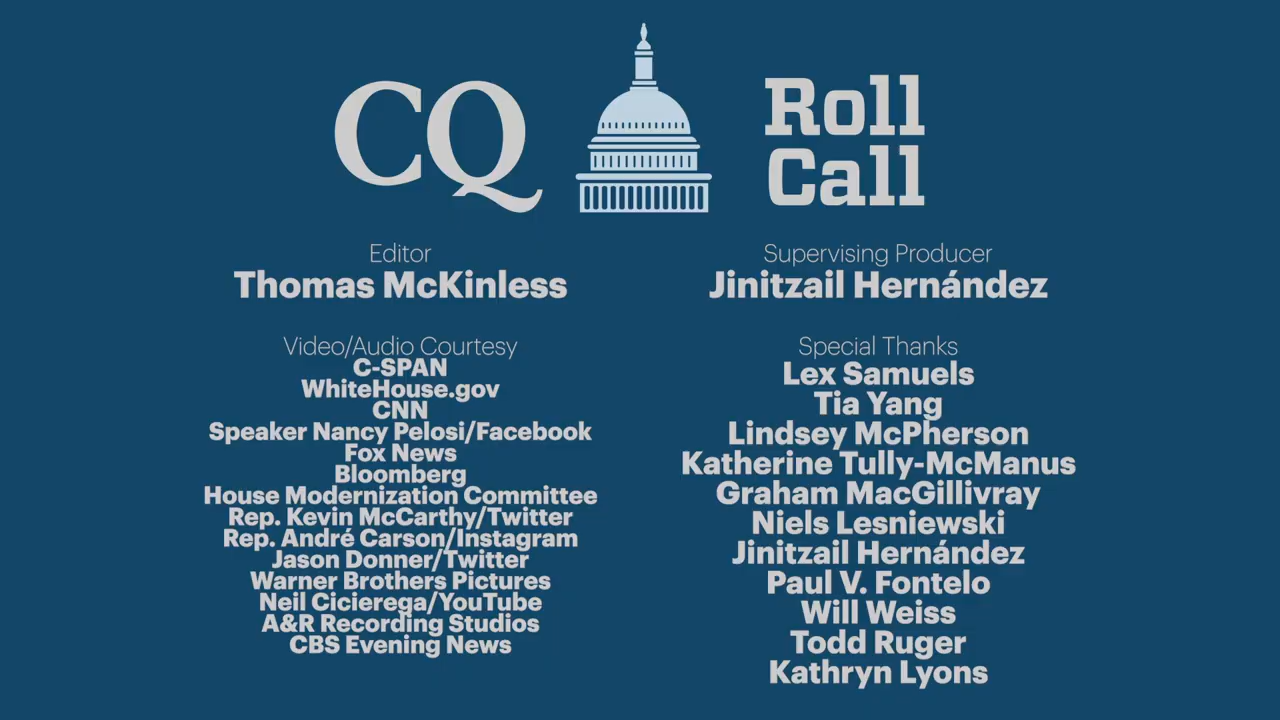 CQ
Roll
Call
Editor
Thomas McKinless
Supervising Producer
Jinitzail Hernández
Video/Audio Courtesy
C-SPAN
WhiteHouse.gov
CNN
Speaker Nancy Pelosi/Facebook
Fox News
Bloomberg
House Modernization Committee
Rep. Kevin McCarthy/Twitter
Rep. André Carson/Instagram
Jason Donner/Twitter
Warner Brothers Pictures
Neil Cicierega/YouTube
A&R Recording Studios
CBS Evening News
Special Thanks
Lex Samuels
Tia Yang
Lindsey McPherson
Katherine Tully-McManus
Graham MacGillivray
Niels Lesniewski
Jinitzail Hernández
Paul V. Fontelo
Will Weiss
Todd Ruger
Kathryn Lyons